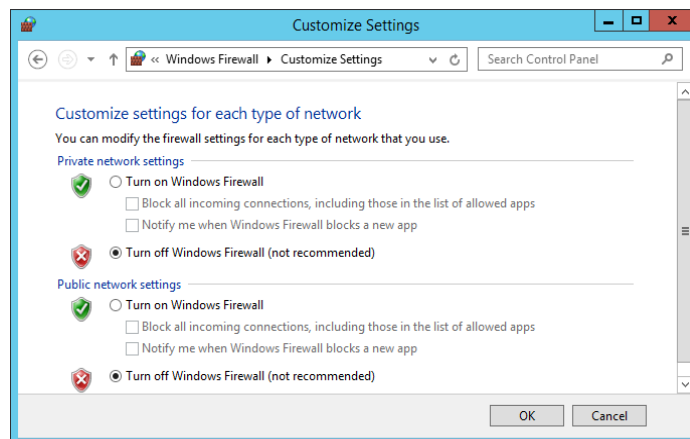 Customize Settings
« Windows Firewall ▸ Customize Settings
Search Control Panel
Customize settings for each type of network
You can modify the firewall settings for each type of network that you use.
Private network settings
Turn on Windows Firewall
Block all incoming connections, including those in the list of allowed apps
Notify me when Windows Firewall blocks a new app
Turn off Windows Firewall (not recommended)
Public network settings
Turn on Windows Firewall
Block all incoming connections, including those in the list of allowed apps
Notify me when Windows Firewall blocks a new app
Turn off Windows Firewall (not recommended)
OK Cancel